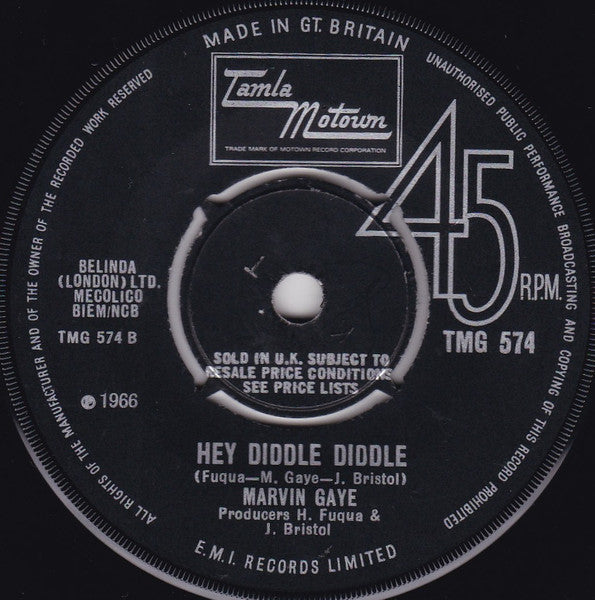 MADE IN GT. BRITAIN
UNAUTHORISED PUBLIC PERFORMANCE BROADCASTING AND COPYING OF THIS RECORD PROHIBITED
ALL RIGHTS OF THE MANUFACTURER AND OF THE OWNER OF THE RECORDED WORK RESERVED
Tamla
Motown
TRADE MARK OF MOTOWN RECORD CORPORATION
45
R.P.M.
BELINDA
(LONDON) LTD.
MECOLICO
BIEM/NCB
TMG 574 B
TMG 574
℗ 1966
SOLD IN U.K. SUBJECT TO
RESALE PRICE CONDITIONS
SEE PRICE LISTS
HEY DIDDLE DIDDLE
(Fuqua—M. Gaye—J. Bristol)
MARVIN GAYE
Producers H. Fuqua &
J. Bristol
E.M.I. RECORDS LIMITED